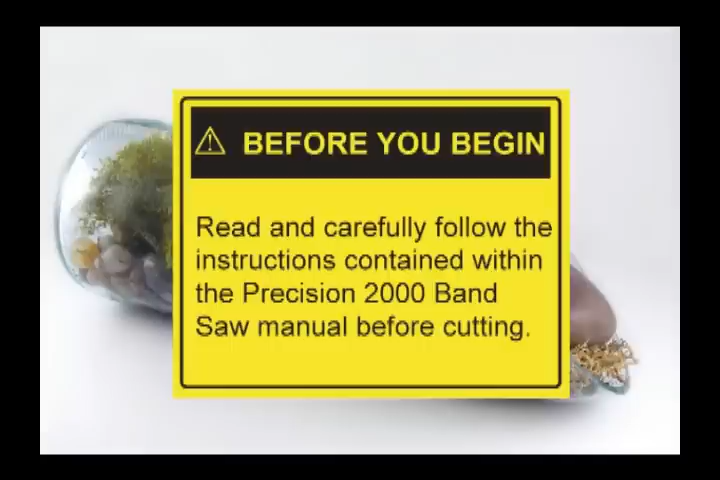 ⚠ BEFORE YOU BEGIN
Read and carefully follow the
instructions contained within
the Precision 2000 Band
Saw manual before cutting.